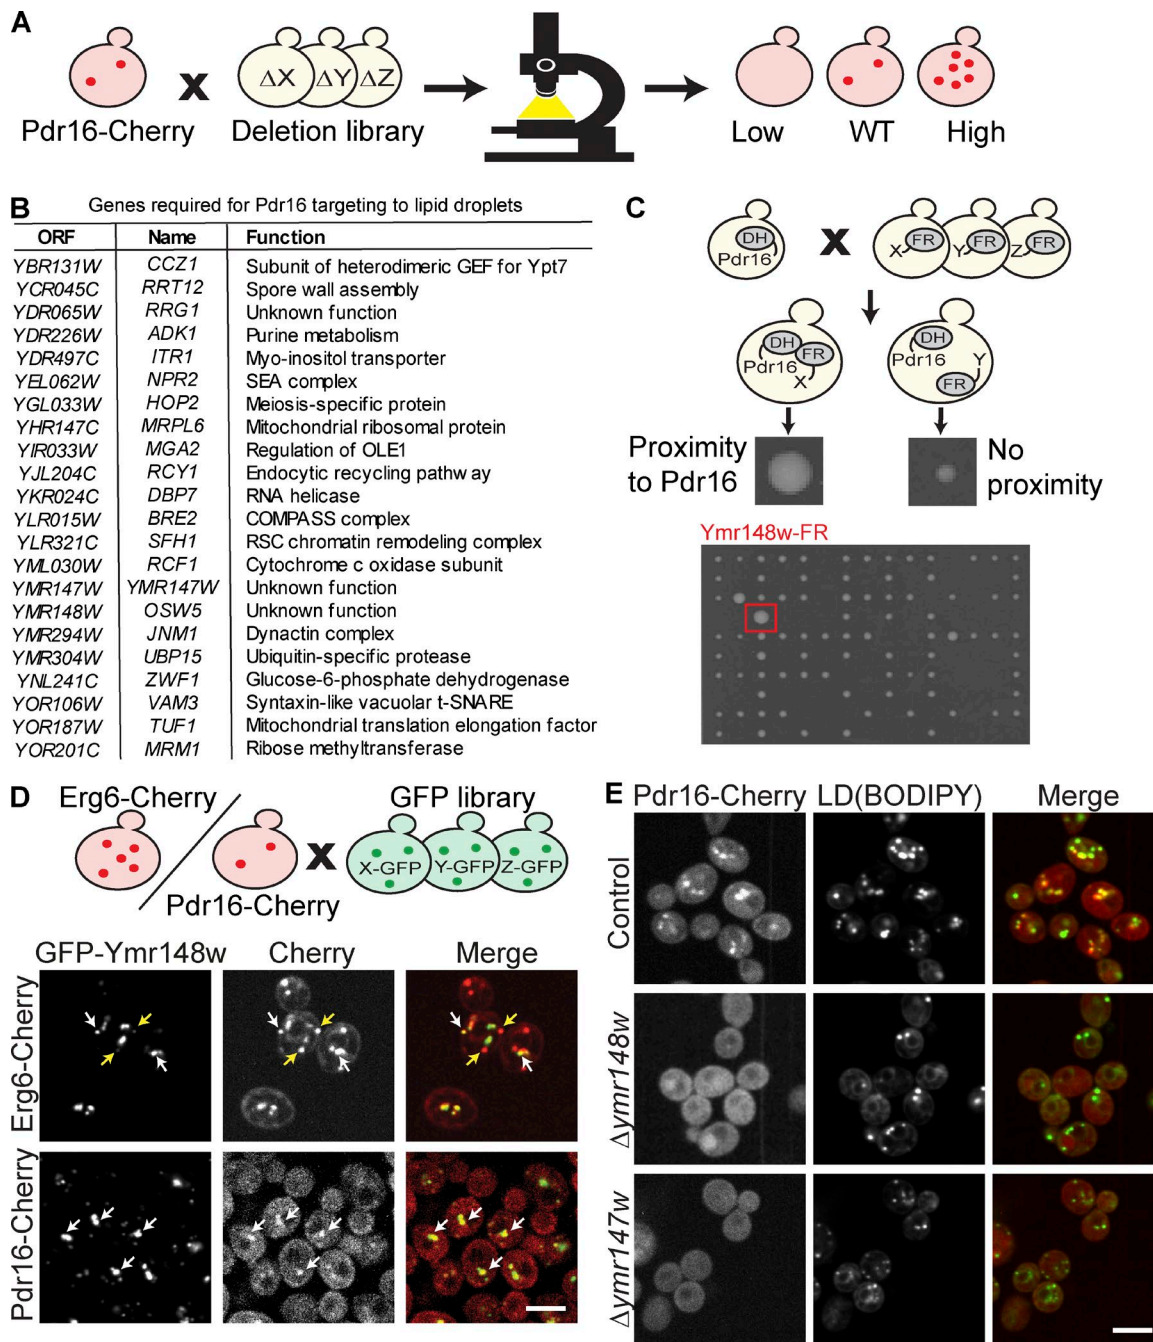 A
ΔX ΔY ΔZ
Pdr16-Cherry x Deletion library
Low WT High
B Genes required for Pdr16 targeting to lipid droplets
ORF Name Function
YBR131W CCZ1 Subunit of heterodimeric GEF for Ypt7
YCR045C RRT12 Spore wall assembly
YDR065W RRG1 Unknown function
YDR226W ADK1 Purine metabolism
YDR497C ITR1 Myo-inositol transporter
YEL062W NPR2 SEA complex
YGL033W HOP2 Meiosis-specific protein
YHR147C MRPL6 Mitochondrial ribosomal protein
YIR033W MGA2 Regulation of OLE1
YJL204C RCY1 Endocytic recycling pathway
YKR024C DBP7 RNA helicase
YLR015W BRE2 COMPASS complex
YLR321C SFH1 RSC chromatin remodeling complex
YML030W RCF1 Cytochrome c oxidase subunit
YMR147W YMR147W Unknown function
YMR148W OSW5 Unknown function
YMR294W JNM1 Dynactin complex
YMR304W UBP15 Ubiquitin-specific protease
YNL241C ZWF1 Glucose-6-phosphate dehydrogenase
YOR106W VAM3 Syntaxin-like vacuolar t-SNARE
YOR187W TUF1 Mitochondrial translation elongation factor
YOR201C MRM1 Ribose methyltransferase
C
DH Pdr16 x X FR Y FR Z FR
DH Pdr16 FR X
DH Pdr16 Y FR
Proximity to Pdr16
No proximity
Ymr148w-FR
D
Erg6-Cherry GFP library
Pdr16-Cherry x X-GFP Y-GFP Z-GFP
GFP-Ymr148w Cherry Merge
Erg6-Cherry
Pdr16-Cherry
E
Pdr16-Cherry LD(BODIPY) Merge
Control
Δymr148w
Δymr147w